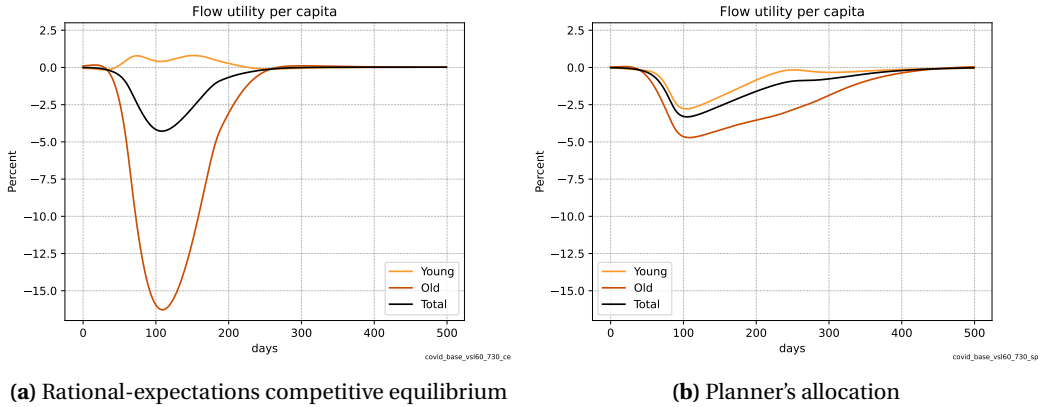 Flow utility per capita
2.5
0.0
−2.5
−5.0
−7.5
−10.0
−12.5
−15.0
Percent
0
100
200
300
400
500
days
Young
Old
Total
covid_base_vsl60_730_ce
(a) Rational-expectations competitive equilibrium
Flow utility per capita
2.5
0.0
−2.5
−5.0
−7.5
−10.0
−12.5
−15.0
Percent
0
100
200
300
400
500
days
Young
Old
Total
covid_base_vsl60_730_sp
(b) Planner's allocation